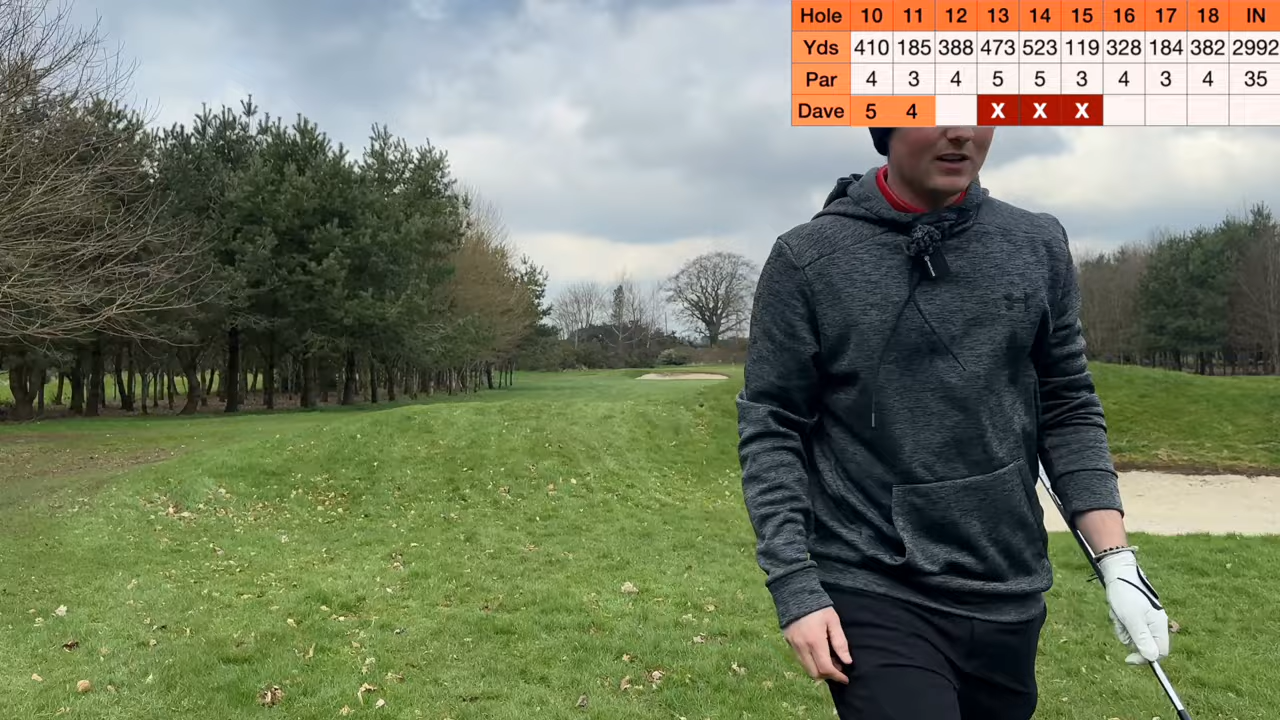 Hole 10 11 12 13 14 15 16 17 18 IN
Yds 410 185 388 473 523 119 328 184 382 2992
Par 4 3 4 5 5 3 4 3 4 35
Dave 5 4 X X X